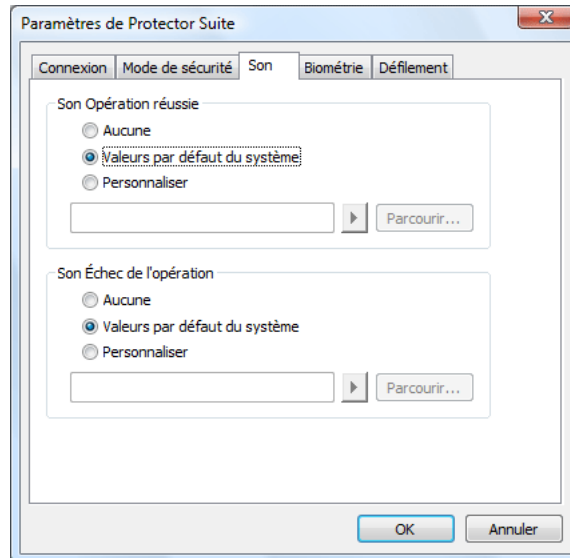 Paramètres de Protector Suite
Connexion Mode de sécurité Son Biométrie Défilement
Son Opération réussie
Aucune
Valeurs par défaut du système
Personnaliser
Parcourir...
Son Échec de l'opération
Aucune
Valeurs par défaut du système
Personnaliser
Parcourir...
OK Annuler